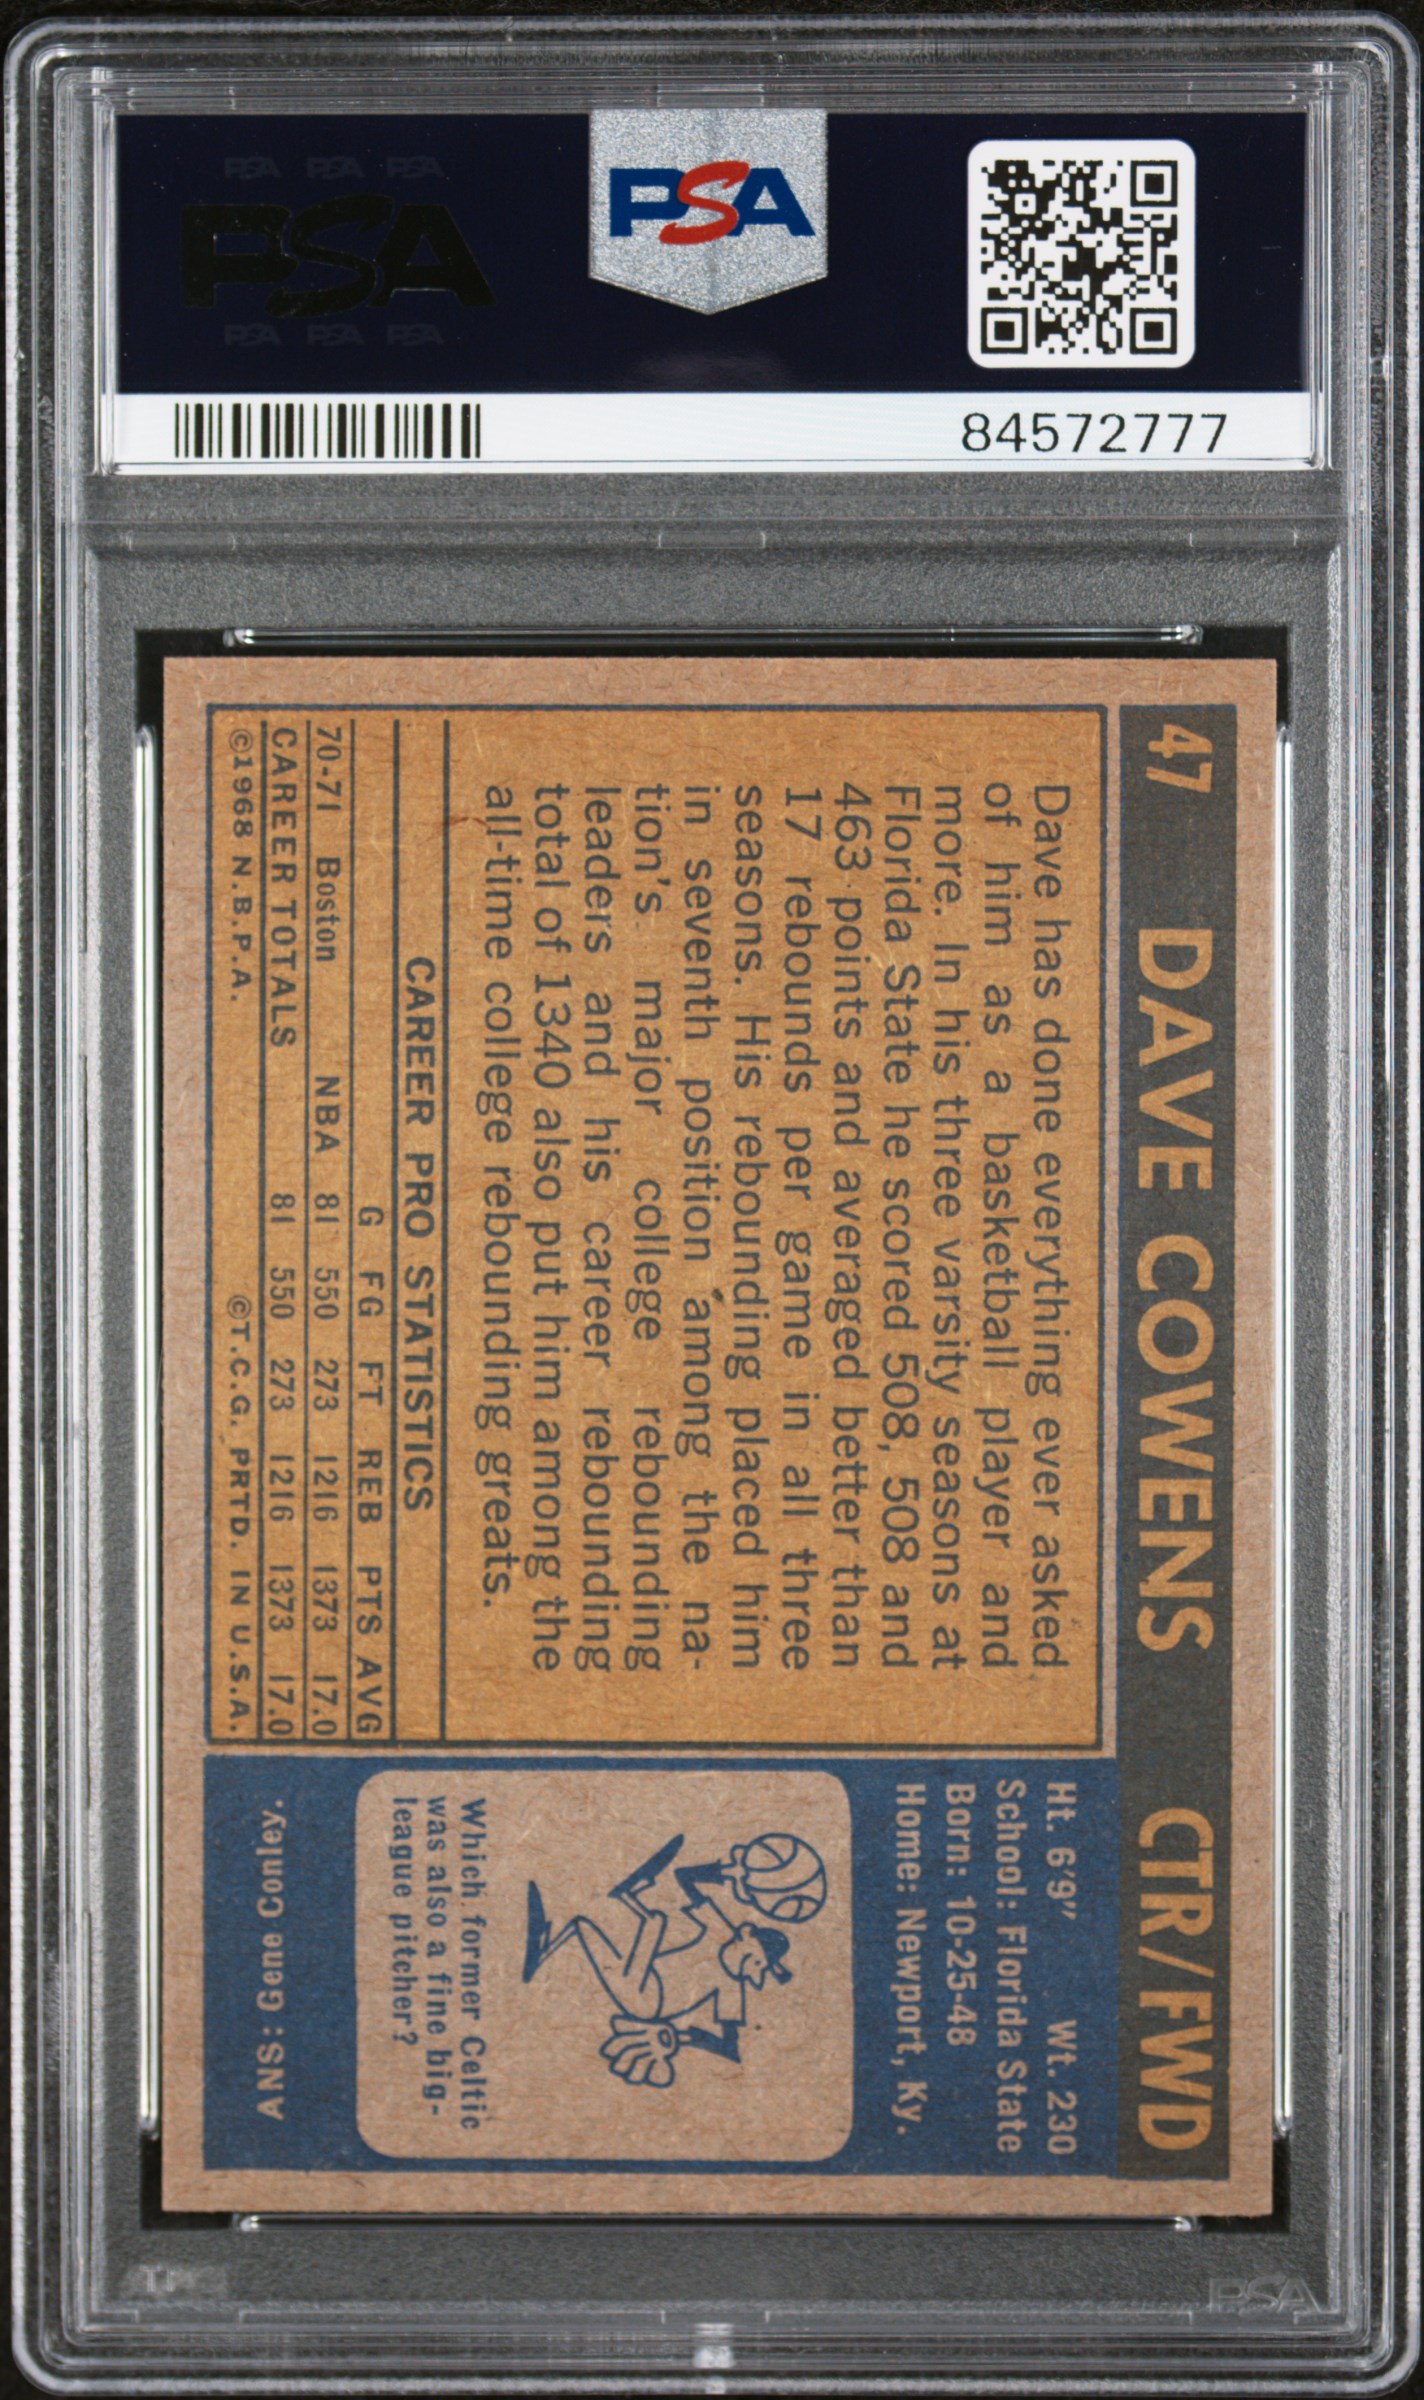 PSA PSA PSA
PSA
PSA PSA PSA
PSA
84572777
47 DAVE COWENS CTR/FWD
Dave has done everything ever asked
of him as a basketball player and
more. In his three varsity seasons at
Florida State he scored 508, 508 and
463 points and averaged better than
17 rebounds per game in all three
seasons. His rebounding placed him
in seventh position among the na-
tion's major college rebounding
leaders and his career rebounding
total of 1340 also put him among the
all-time college rebounding greats.
CAREER PRO STATISTICS
G FG FT REB PTS AVG
70-71 Boston NBA 81 550 273 1216 1373 17.0
CAREER TOTALS 81 550 273 1216 1373 17.0
©1968 N.B.P.A. ©T.C.G. PRTD. IN U.S.A.
Ht. 6'9" Wt. 230
School: Florida State
Born: 10-25-48
Home: Newport, Ky.
Which former Celtic
was also a fine big-
league pitcher?
ANS: Gene Conley.
PSA